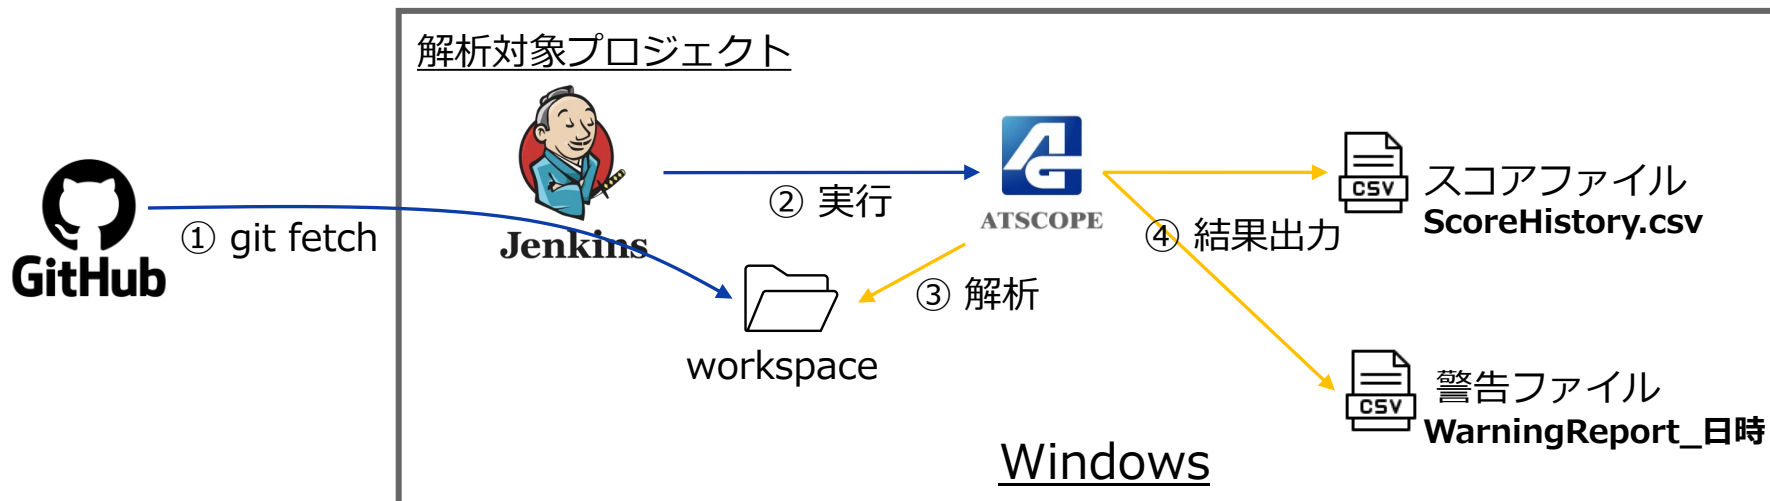 解析対象プロジェクト
② 実行
ATSCOPE
CSV
スコアファイル
ScoreHistory.csv
GitHub
① git fetch
Jenkins
③ 解析
④ 結果出力
workspace
CSV
警告ファイル
WarningReport_日時
Windows